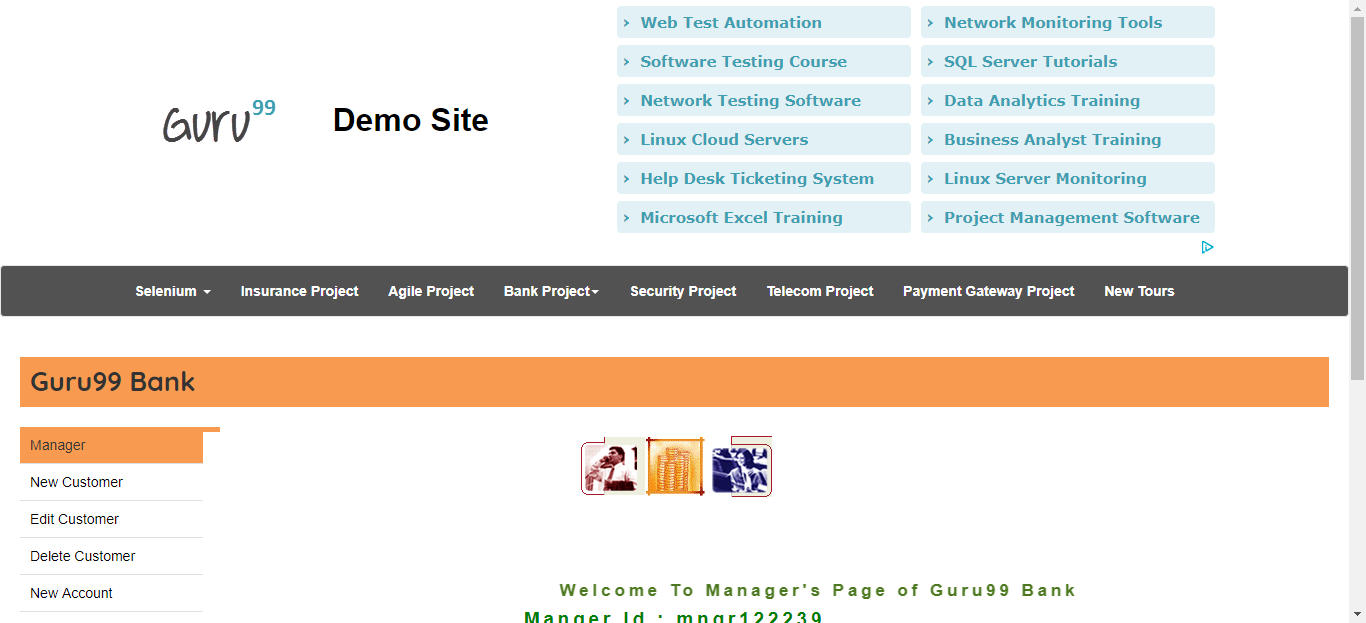 Web Test Automation
Network Monitoring Tools
Software Testing Course
SQL Server Tutorials
Network Testing Software
Data Analytics Training
Linux Cloud Servers
Business Analyst Training
Help Desk Ticketing System
Linux Server Monitoring
Microsoft Excel Training
Project Management Software
Guru99
Demo Site
Selenium Insurance Project Agile Project Bank Project Security Project Telecom Project Payment Gateway Project New Tours
Guru99 Bank
Manager
New Customer
Edit Customer
Delete Customer
New Account
Welcome To Manager's Page of Guru99 Bank
Manger Id : mngr122239